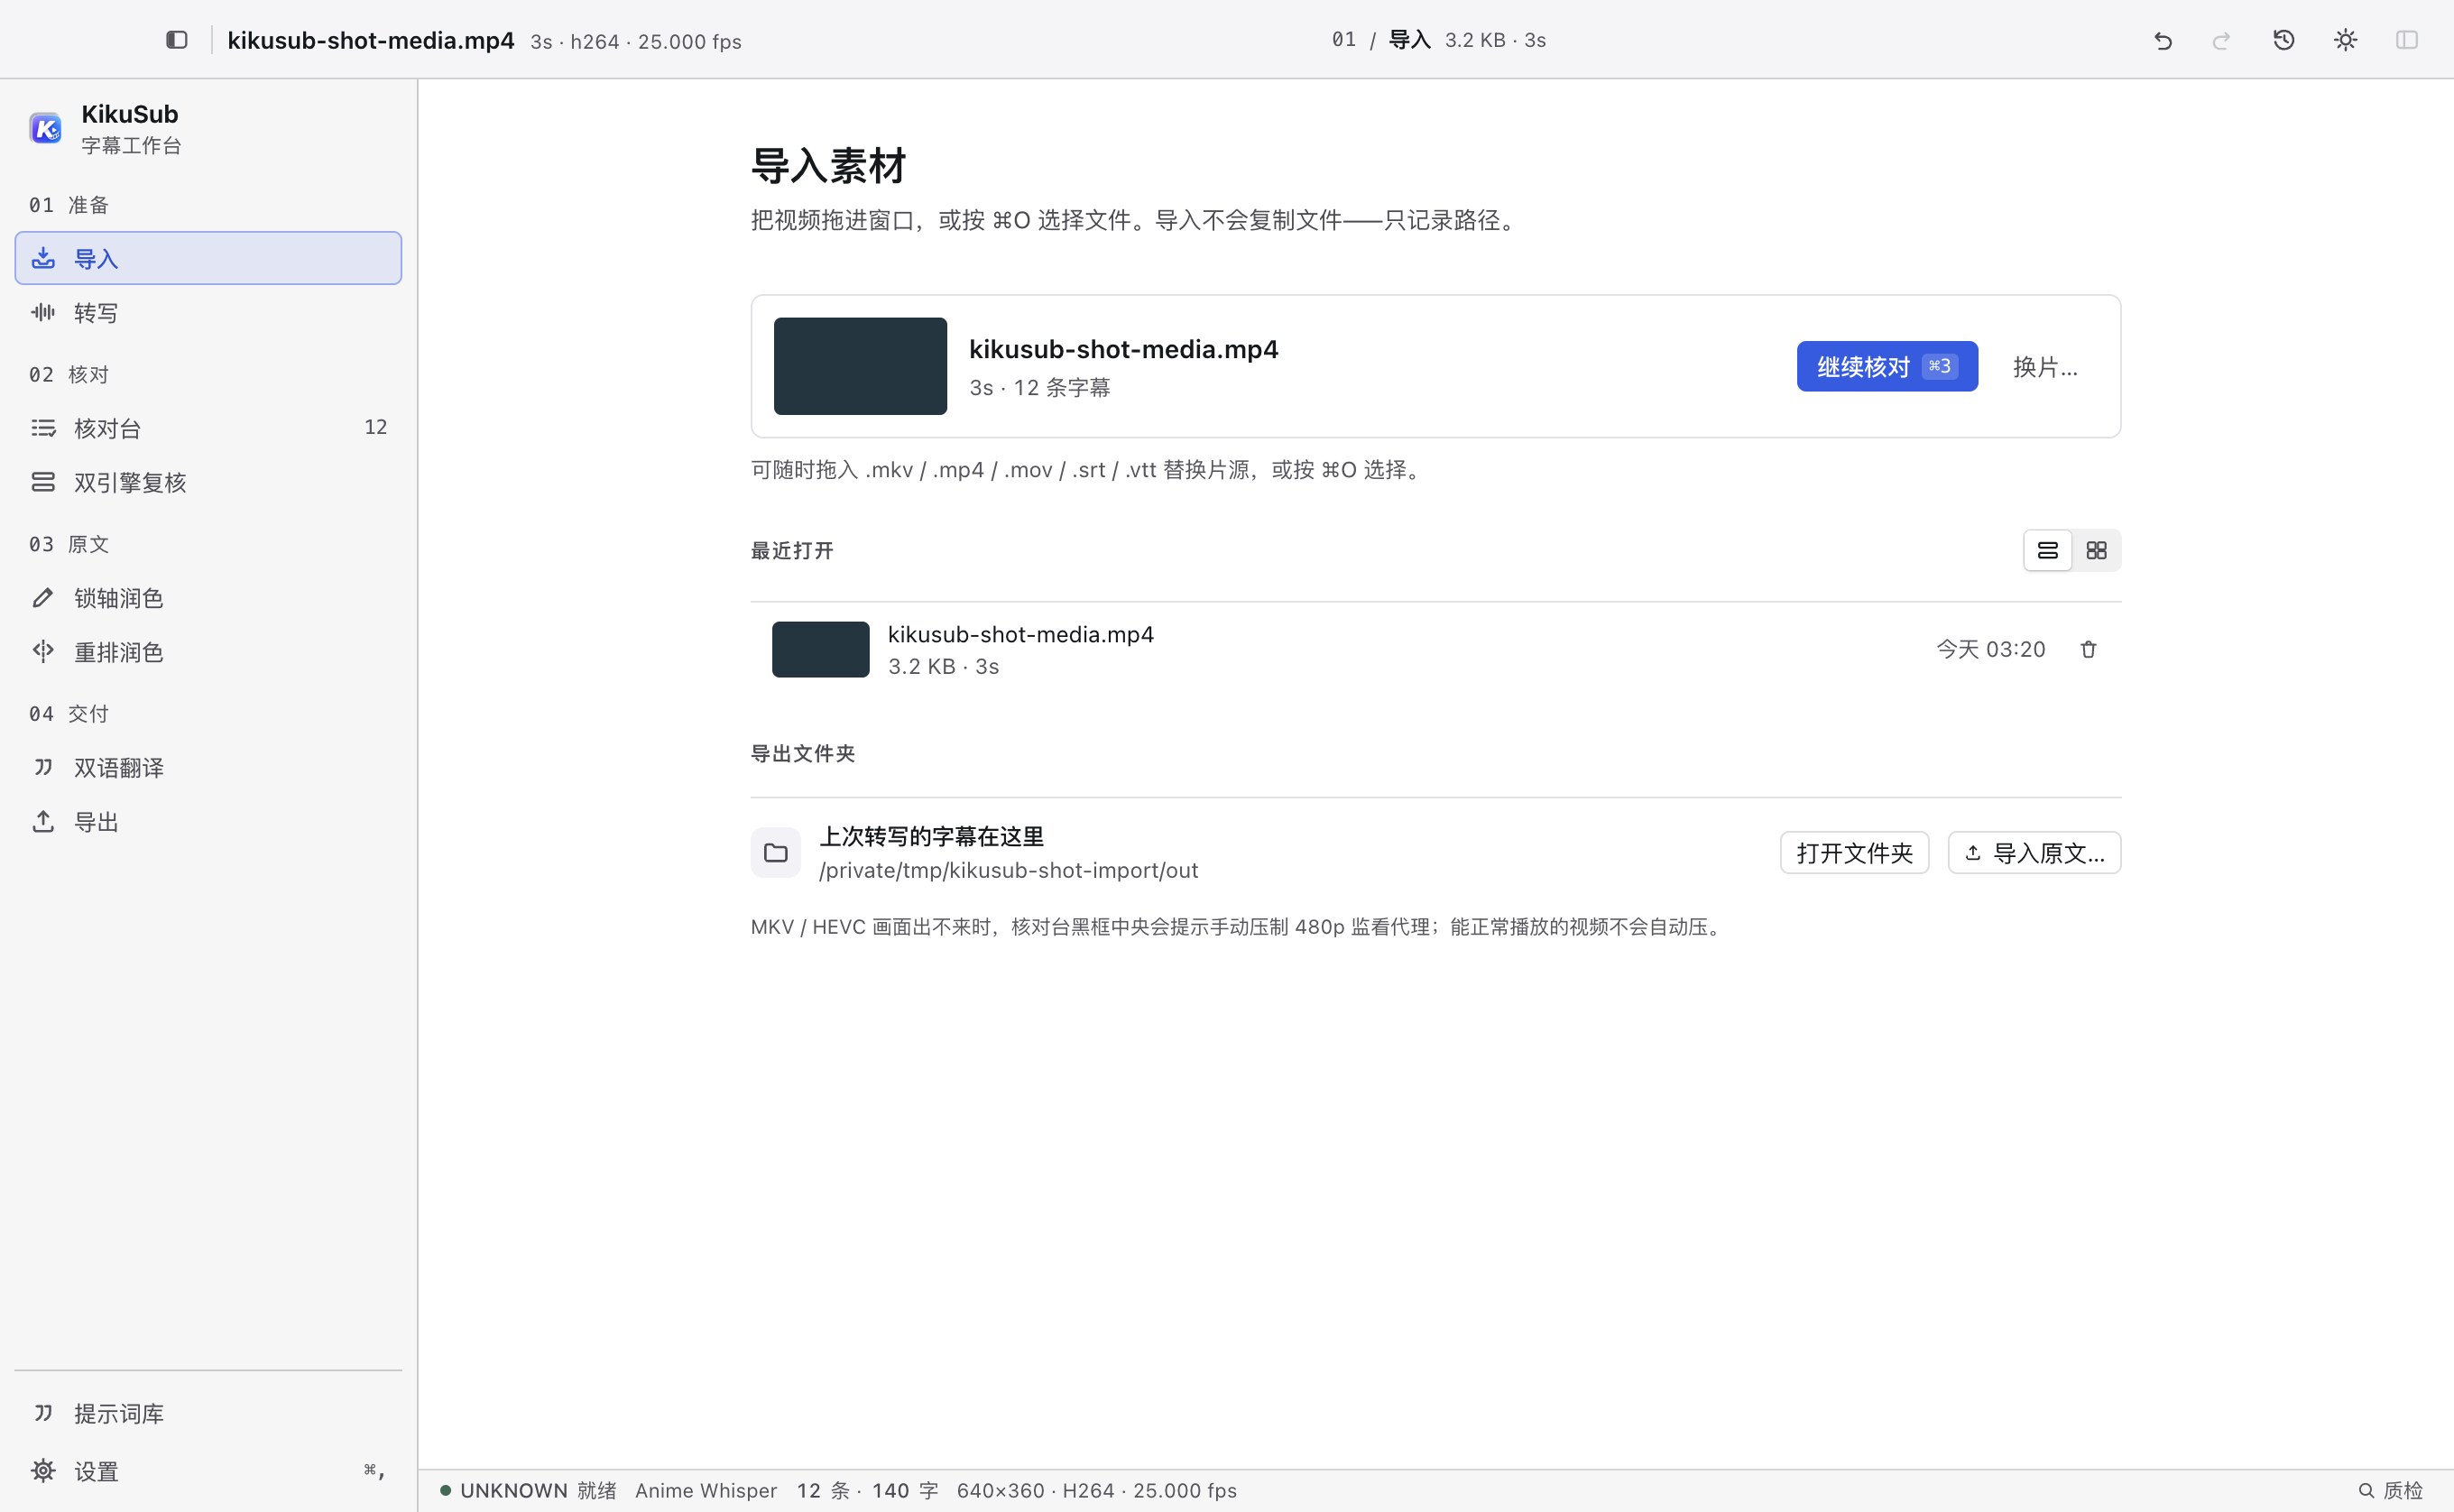 kikusub-shot-media.mp4 3s · h264 · 25.000 fps
01 / 导入 3.2 KB · 3s
KikuSub
字幕工作台
01 准备
导入
转写
02 核对
核对台 12
双引擎复核
03 原文
锁轴润色
重排润色
04 交付
双语翻译
导出
提示词库
设置 ⌘,
导入素材
把视频拖进窗口，或按 ⌘O 选择文件。导入不会复制文件——只记录路径。
kikusub-shot-media.mp4
3s · 12 条字幕
继续核对 ⌘3
换片...
可随时拖入 .mkv / .mp4 / .mov / .srt / .vtt 替换片源，或按 ⌘O 选择。
最近打开
kikusub-shot-media.mp4
3.2 KB · 3s
今天 03:20
导出文件夹
上次转写的字幕在这里
/private/tmp/kikusub-shot-import/out
打开文件夹
导入原文...
MKV / HEVC 画面出不来时，核对台黑框中央会提示手动压制 480p 监看代理；能正常播放的视频不会自动压。
UNKNOWN 就绪 Anime Whisper 12 条 · 140 字 640×360 · H264 · 25.000 fps
质检